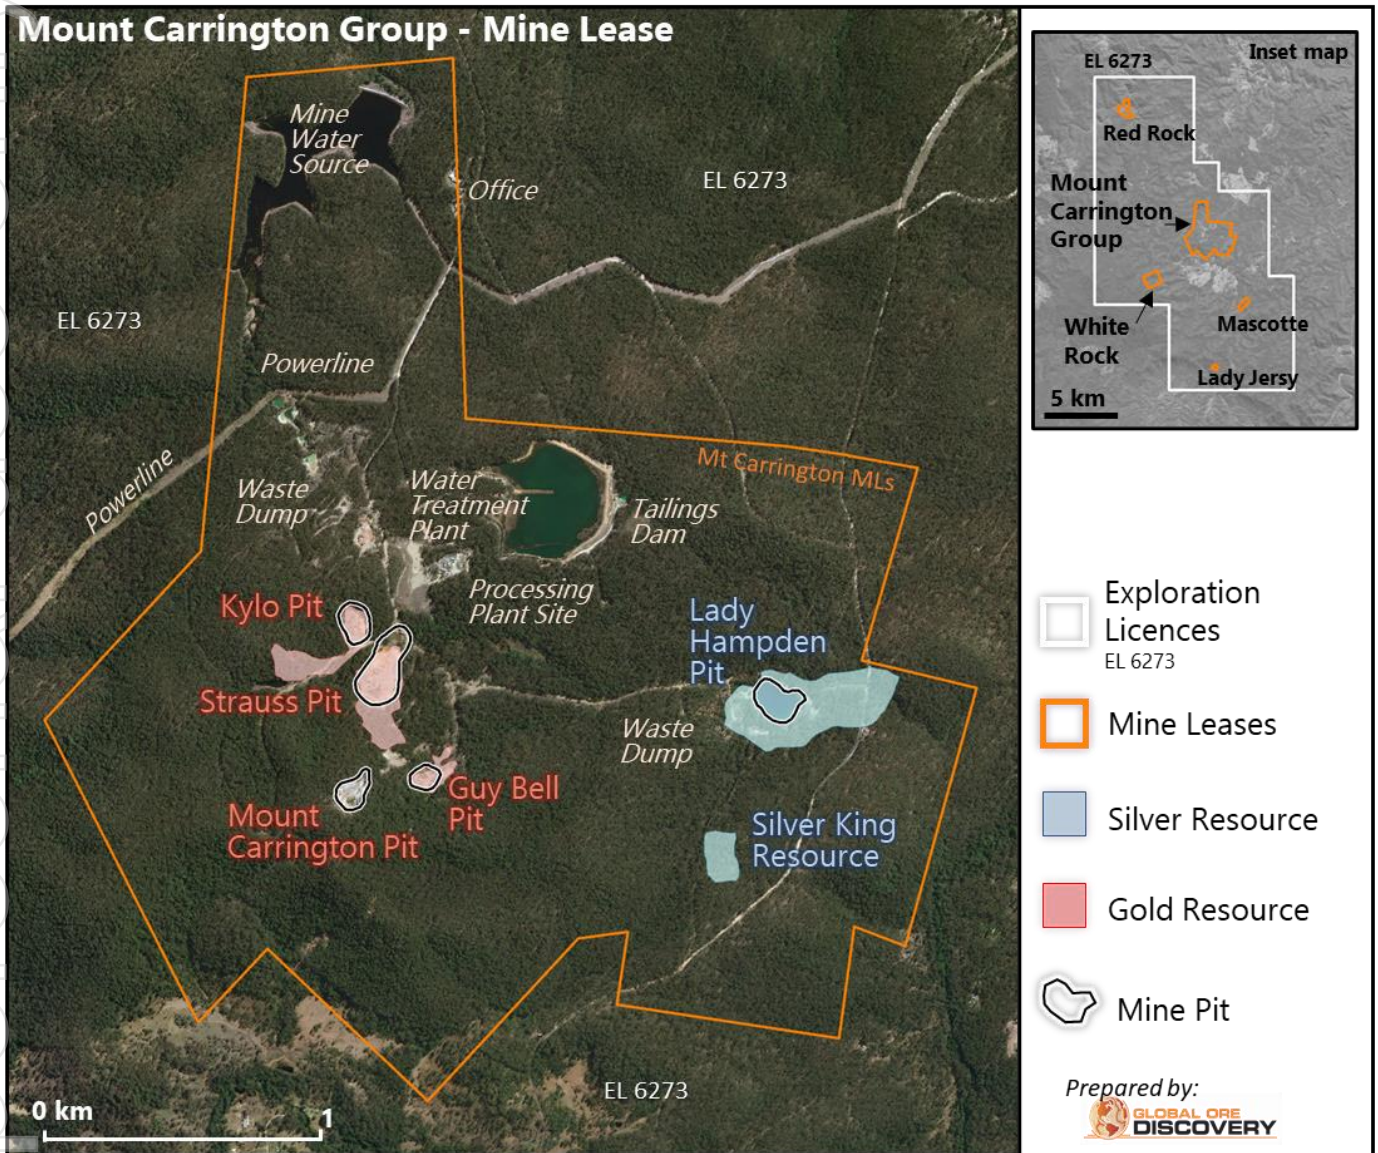 Mount Carrington Group - Mine Lease
Mine
Water
Source
Office
EL 6273
EL 6273
Powerline
Powerline
Mt Carrington MLs
Waste
Dump
Water
Treatment
Plant
Tailings
Dam
Processing
Plant Site
Kylo Pit
Strauss Pit
Lady
Hampden
Pit
Waste
Dump
Guy Bell
Pit
Mount
Carrington Pit
Silver King
Resource
EL 6273
0 km
1
Inset map
EL 6273
Red Rock
Mount
Carrington
Group
White
Rock
Mascotte
Lady Jersy
5 km
Exploration
Licences
EL 6273
Mine Leases
Silver Resource
Gold Resource
Mine Pit
Prepared by:
GLOBAL ORE
DISCOVERY